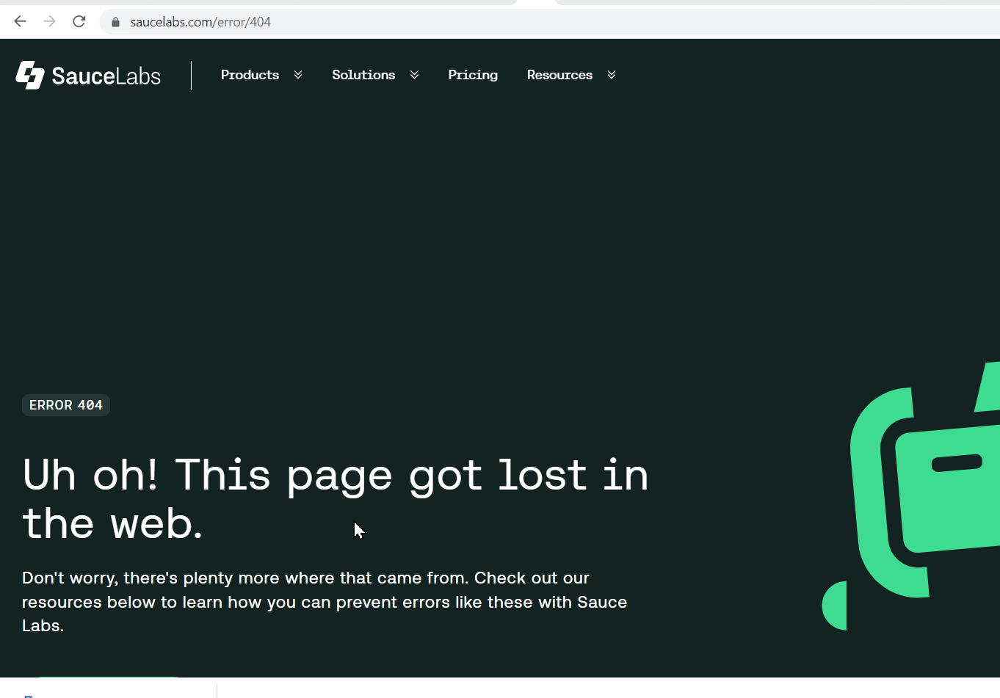 saucelabs.com/error/404
SauceLabs
Products
Solutions
Pricing
Resources
ERROR 404
Uh oh! This page got lost in
the web.
Don't worry, there's plenty more where that came from. Check out our
resources below to learn how you can prevent errors like these with Sauce
Labs.